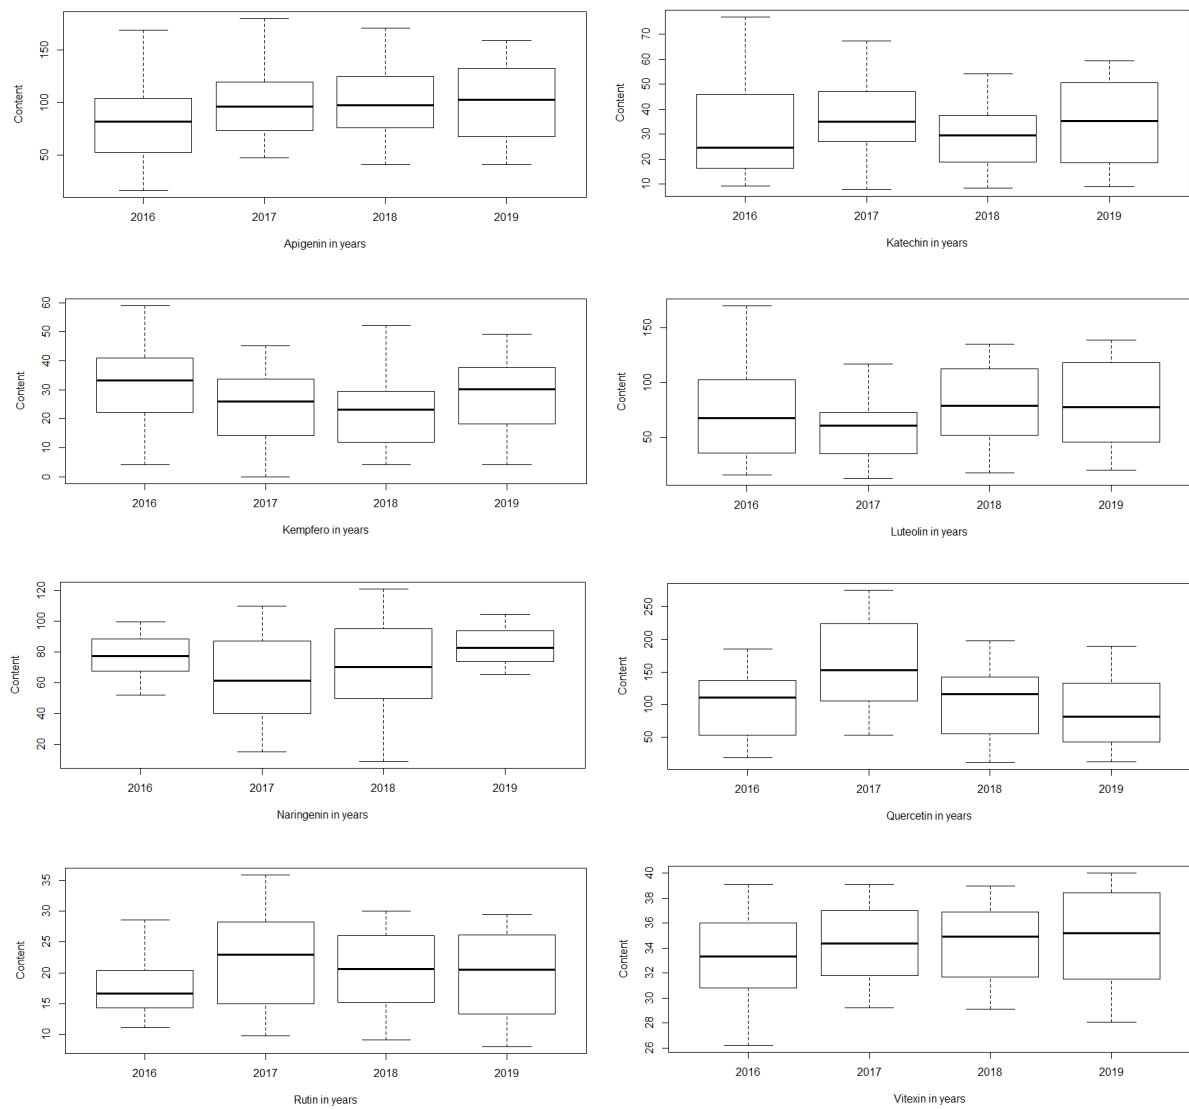 Content
150
100
50
2016 2017 2018 2019
Apigenin in years
Content
70
60
50
40
30
20
10
2016 2017 2018 2019
Katechin in years
Content
60
50
40
30
20
10
0
2016 2017 2018 2019
Kempfero in years
Content
150
100
50
2016 2017 2018 2019
Luteolin in years
Content
120
100
80
60
40
20
2016 2017 2018 2019
Naringenin in years
Content
250
200
150
100
50
2016 2017 2018 2019
Quercetin in years
Content
35
30
25
20
15
10
2016 2017 2018 2019
Rutin in years
Content
40
38
36
34
32
30
28
26
2016 2017 2018 2019
Vitexin in years